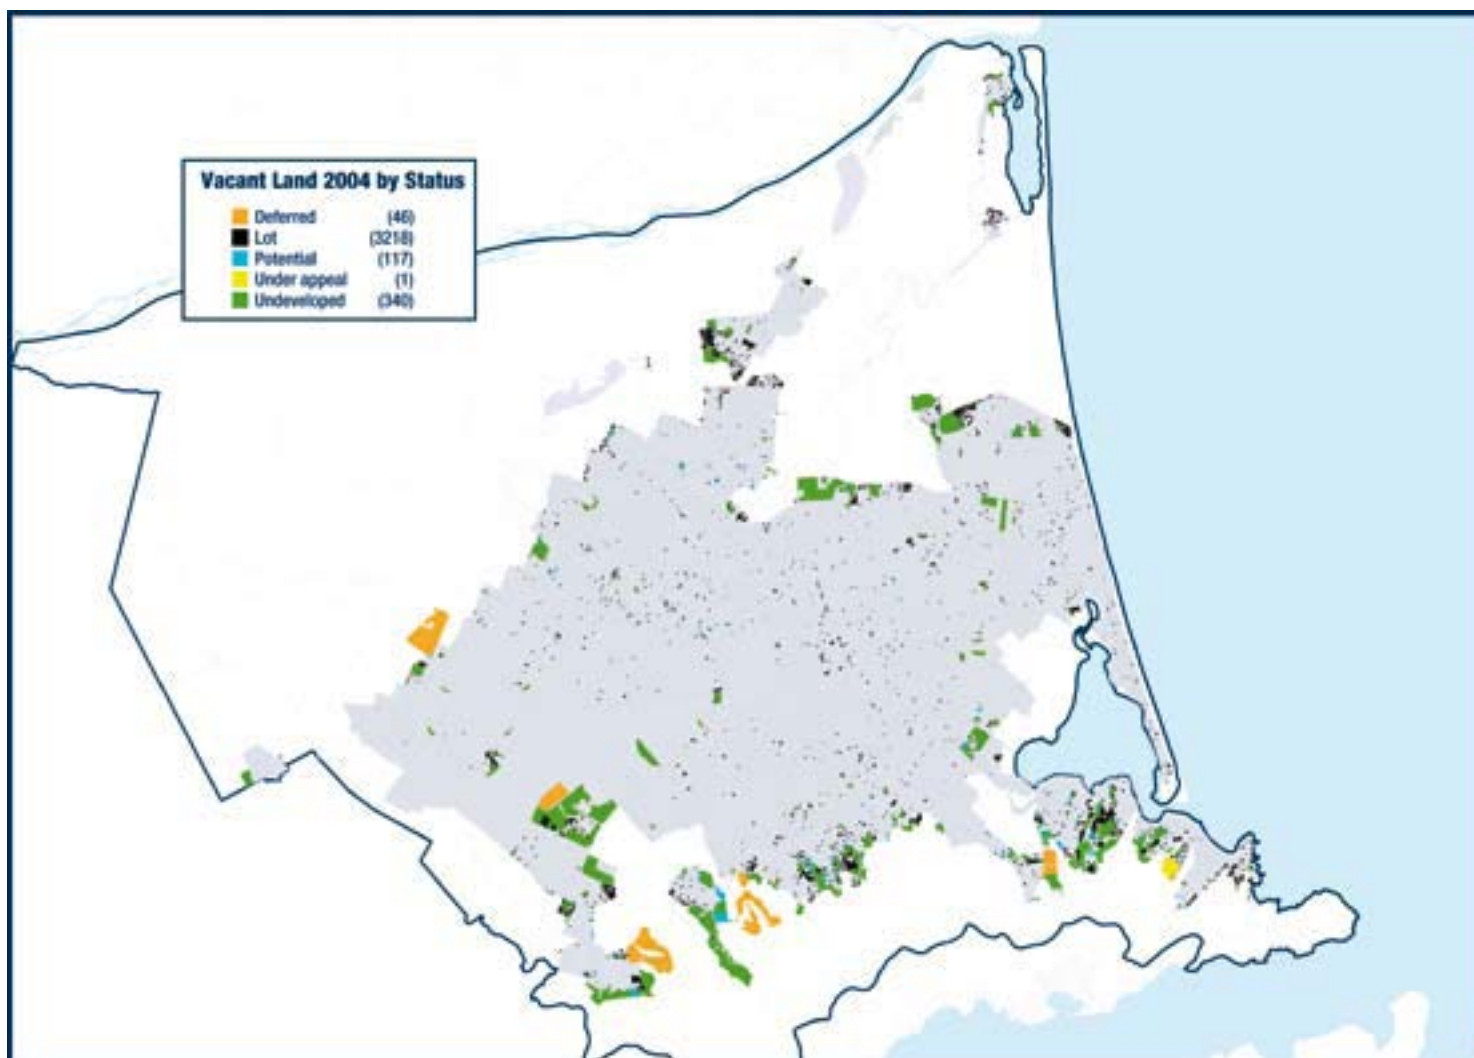 Vacant Land 2004 by Status
Deferred (46)
Lot (3218)
Potential (117)
Under appeal (1)
Undeveloped (340)